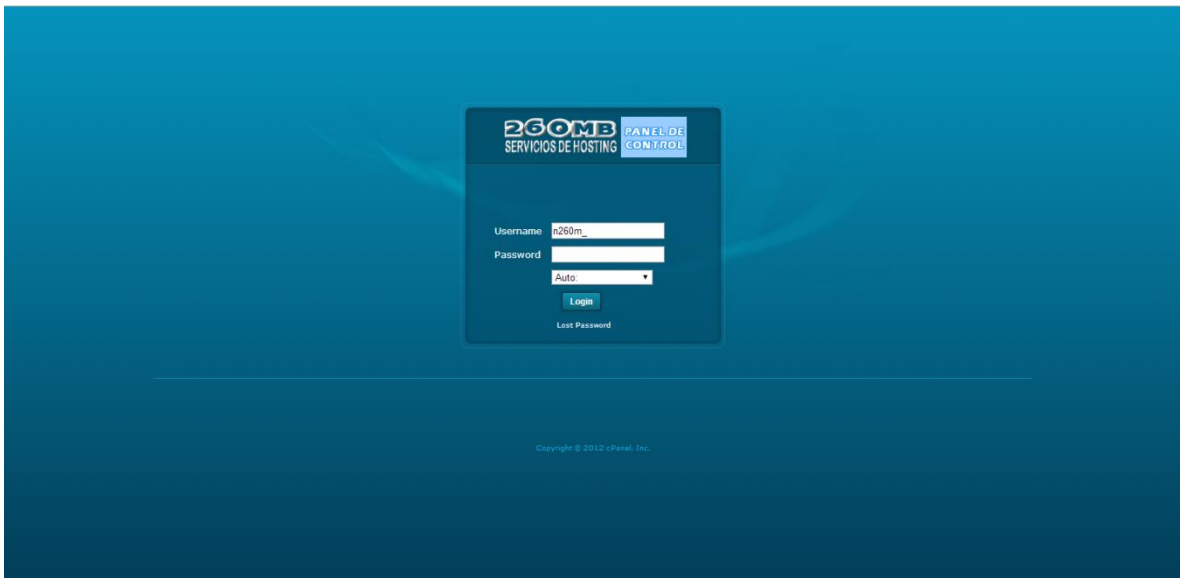 260MB
SERVICIOS DE HOSTING
PANEL DE
CONTROL
Username n260m_
Password
Auto:
Login
Lost Password
Copyright © 2012 cPanel, Inc.